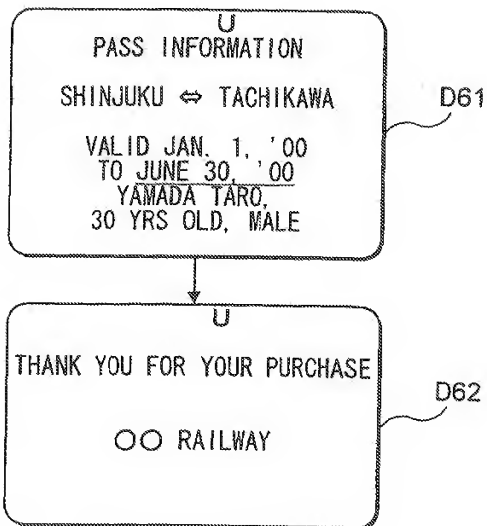 PASS INFORMATION
SHINJUKU ⇔ TACHIKAWA
VALID JAN. 1, '00
TO JUNE 30, '00
YAMADA TARO,
30 YRS OLD, MALE
D61
THANK YOU FOR YOUR PURCHASE
○○ RAILWAY
D62